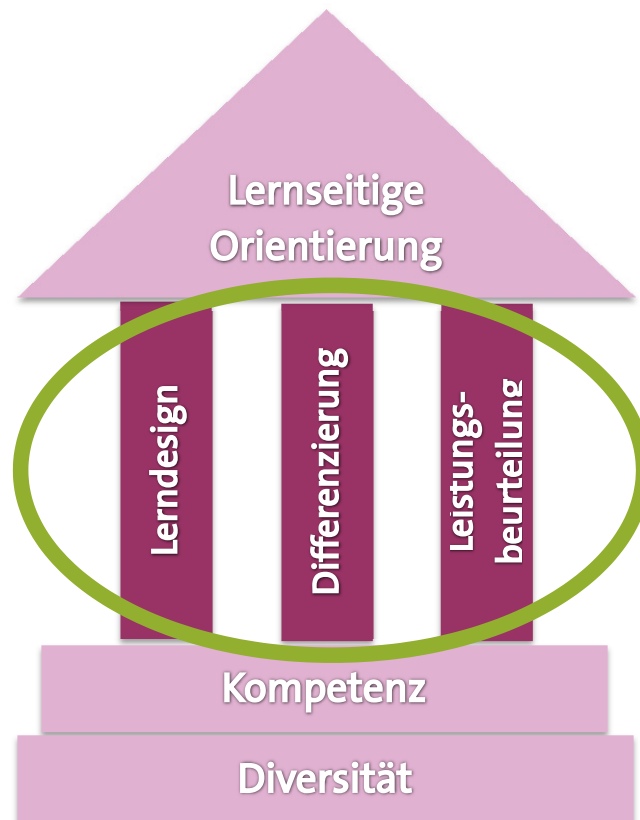 Lernseitige
Orientierung
Lerndesign
Differenzierung
Leistungs-
beurteilung
Kompetenz
Diversität